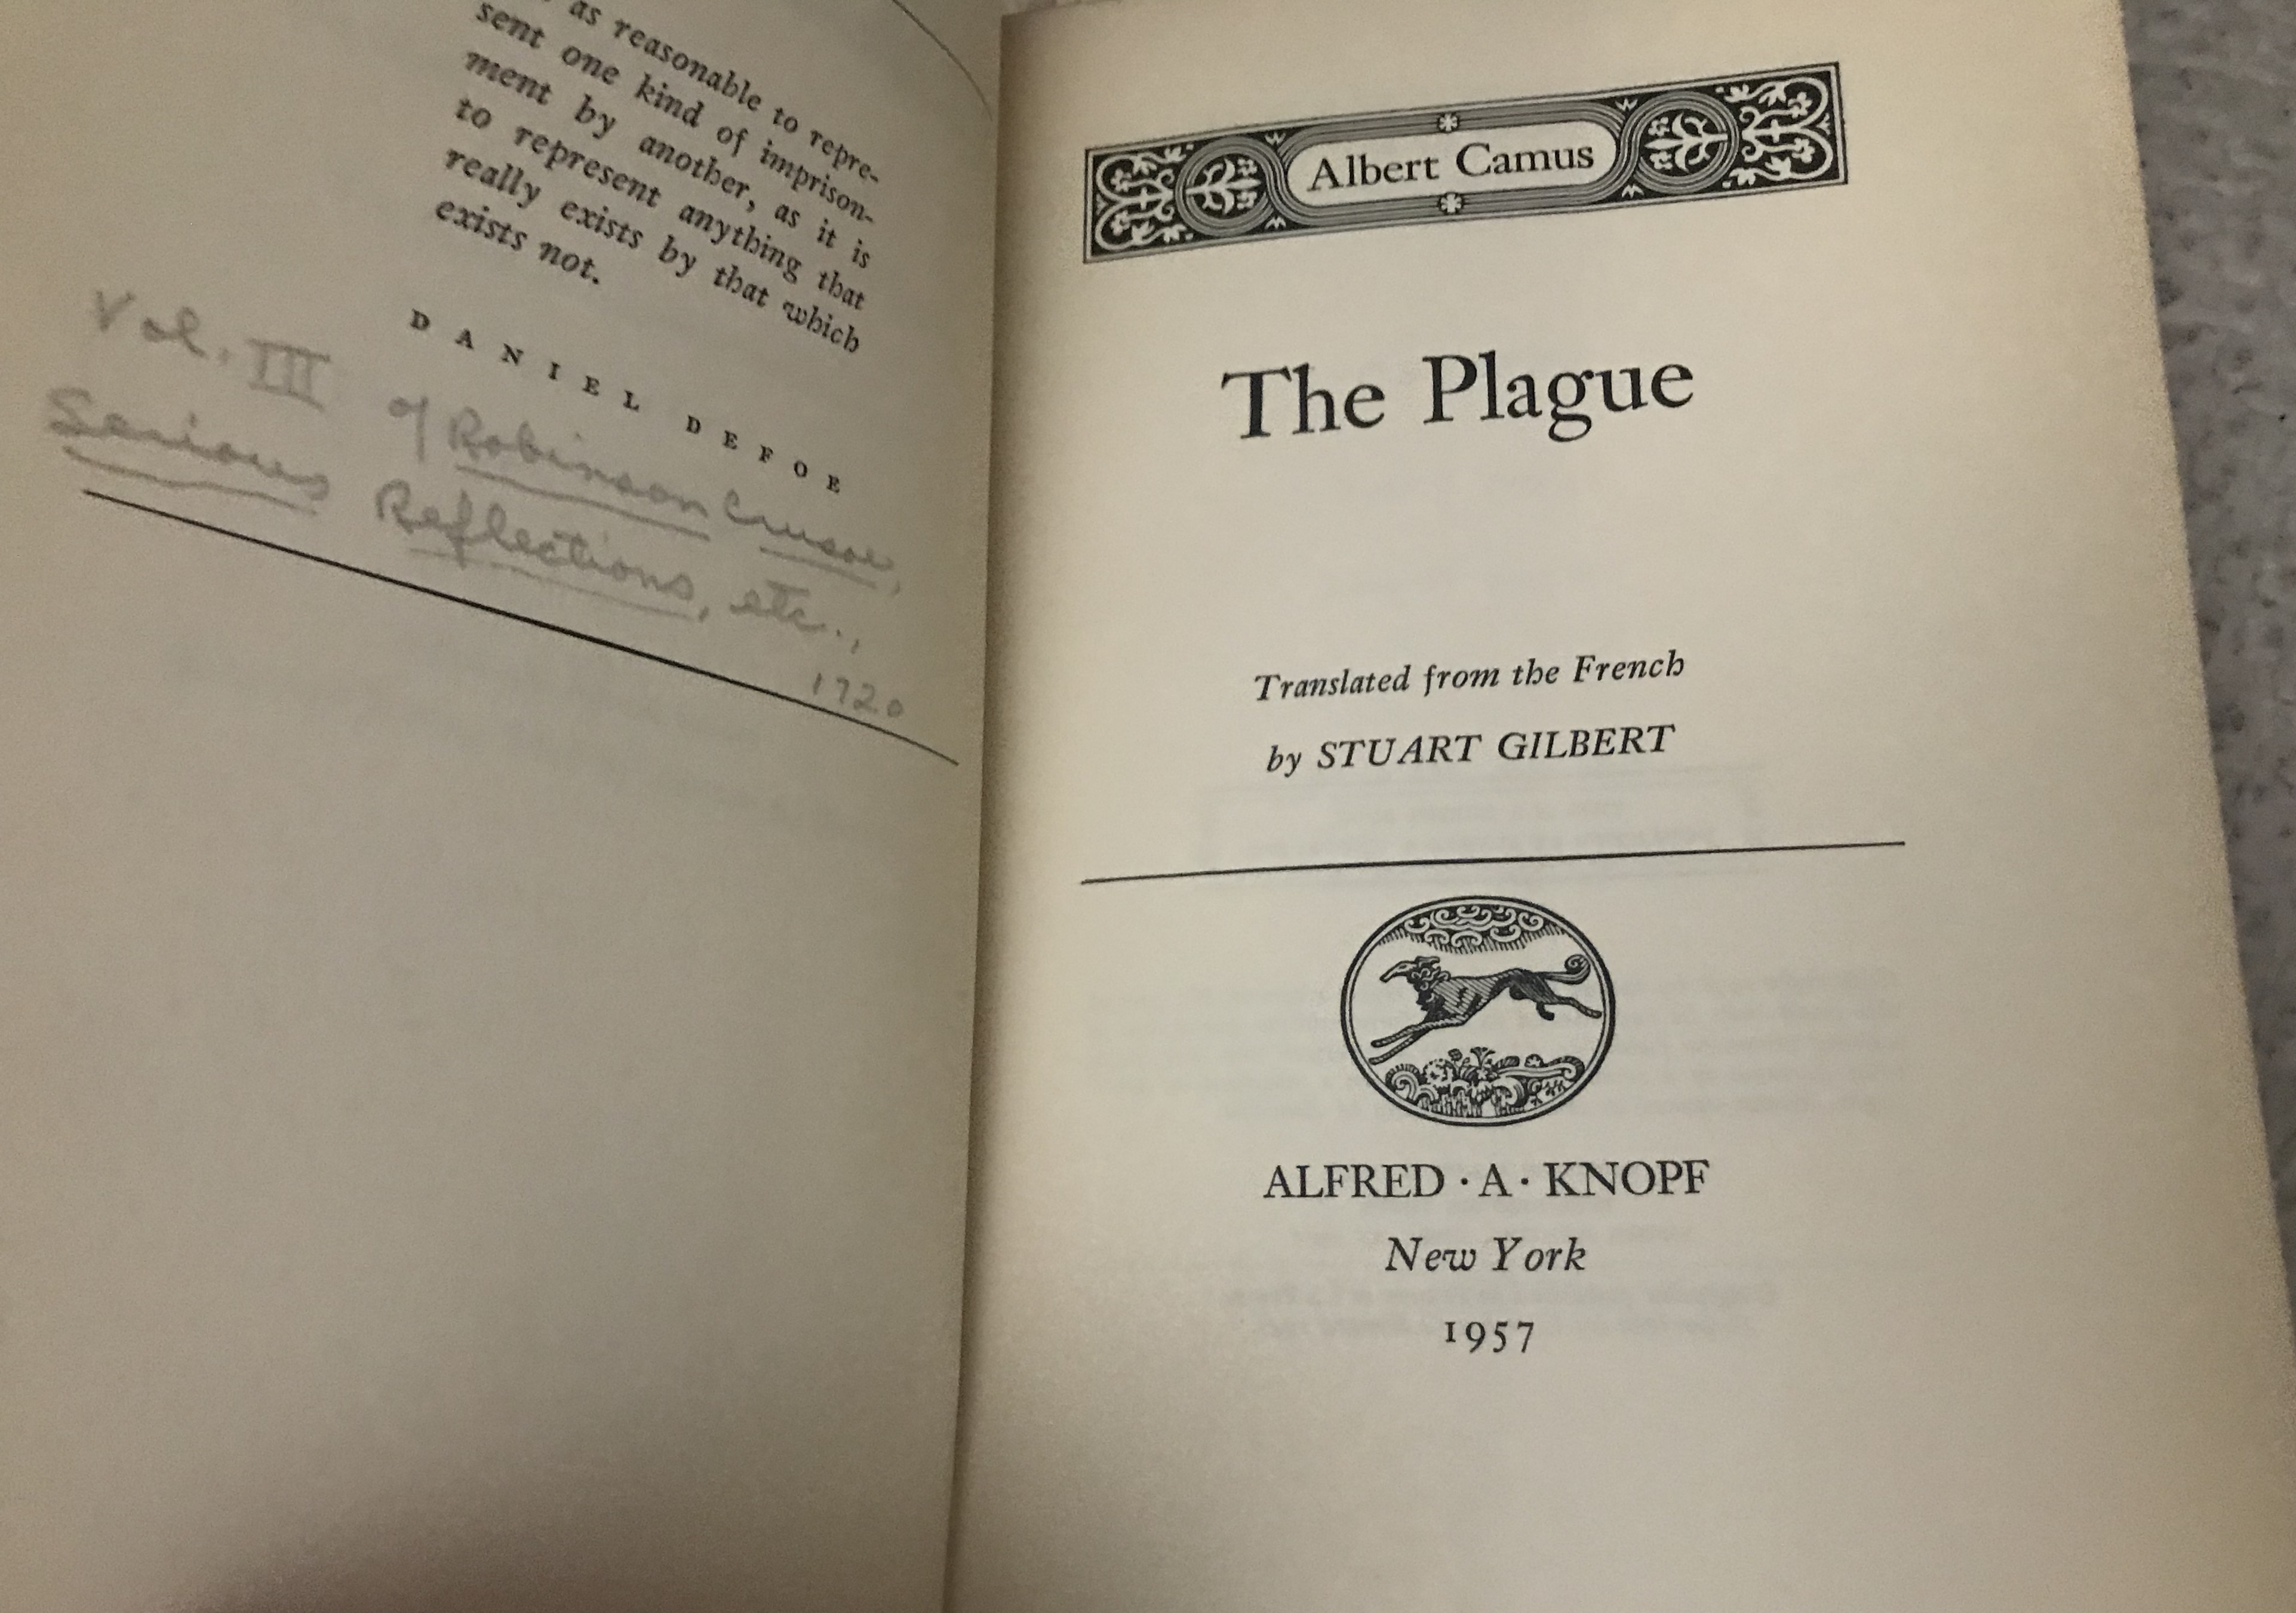 as reasonable to repre-
sent one kind of imprison-
ment by another, as it is
to represent anything that
really exists by that which
exists not.
DANIEL DEFOE
Vol. III of Robinson Crusoe,
Serious Reflections, etc.,
1720
Albert Camus
The Plague
Translated from the French
by STUART GILBERT
ALFRED · A · KNOPF
New York
1957